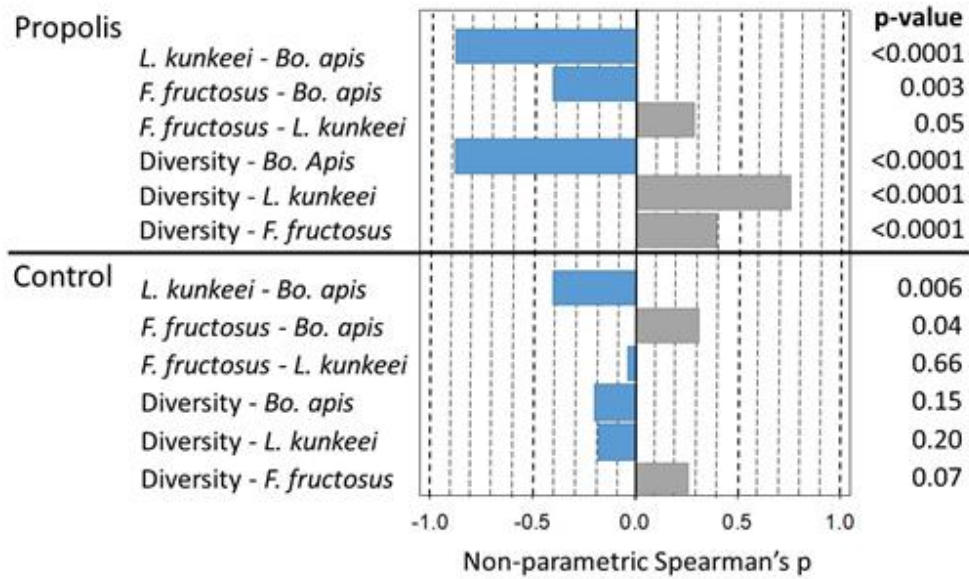 Propolis
p-value
L. kunkeei - Bo. apis <0.0001
F. fructosus - Bo. apis 0.003
F. fructosus - L. kunkeei 0.05
Diversity - Bo. Apis <0.0001
Diversity - L. kunkeei <0.0001
Diversity - F. fructosus <0.0001
Control
L. kunkeei - Bo. apis 0.006
F. fructosus - Bo. apis 0.04
F. fructosus - L. kunkeei 0.66
Diversity - Bo. apis 0.15
Diversity - L. kunkeei 0.20
Diversity - F. fructosus 0.07
-1.0 -0.5 0.0 0.5 1.0
Non-parametric Spearman's p